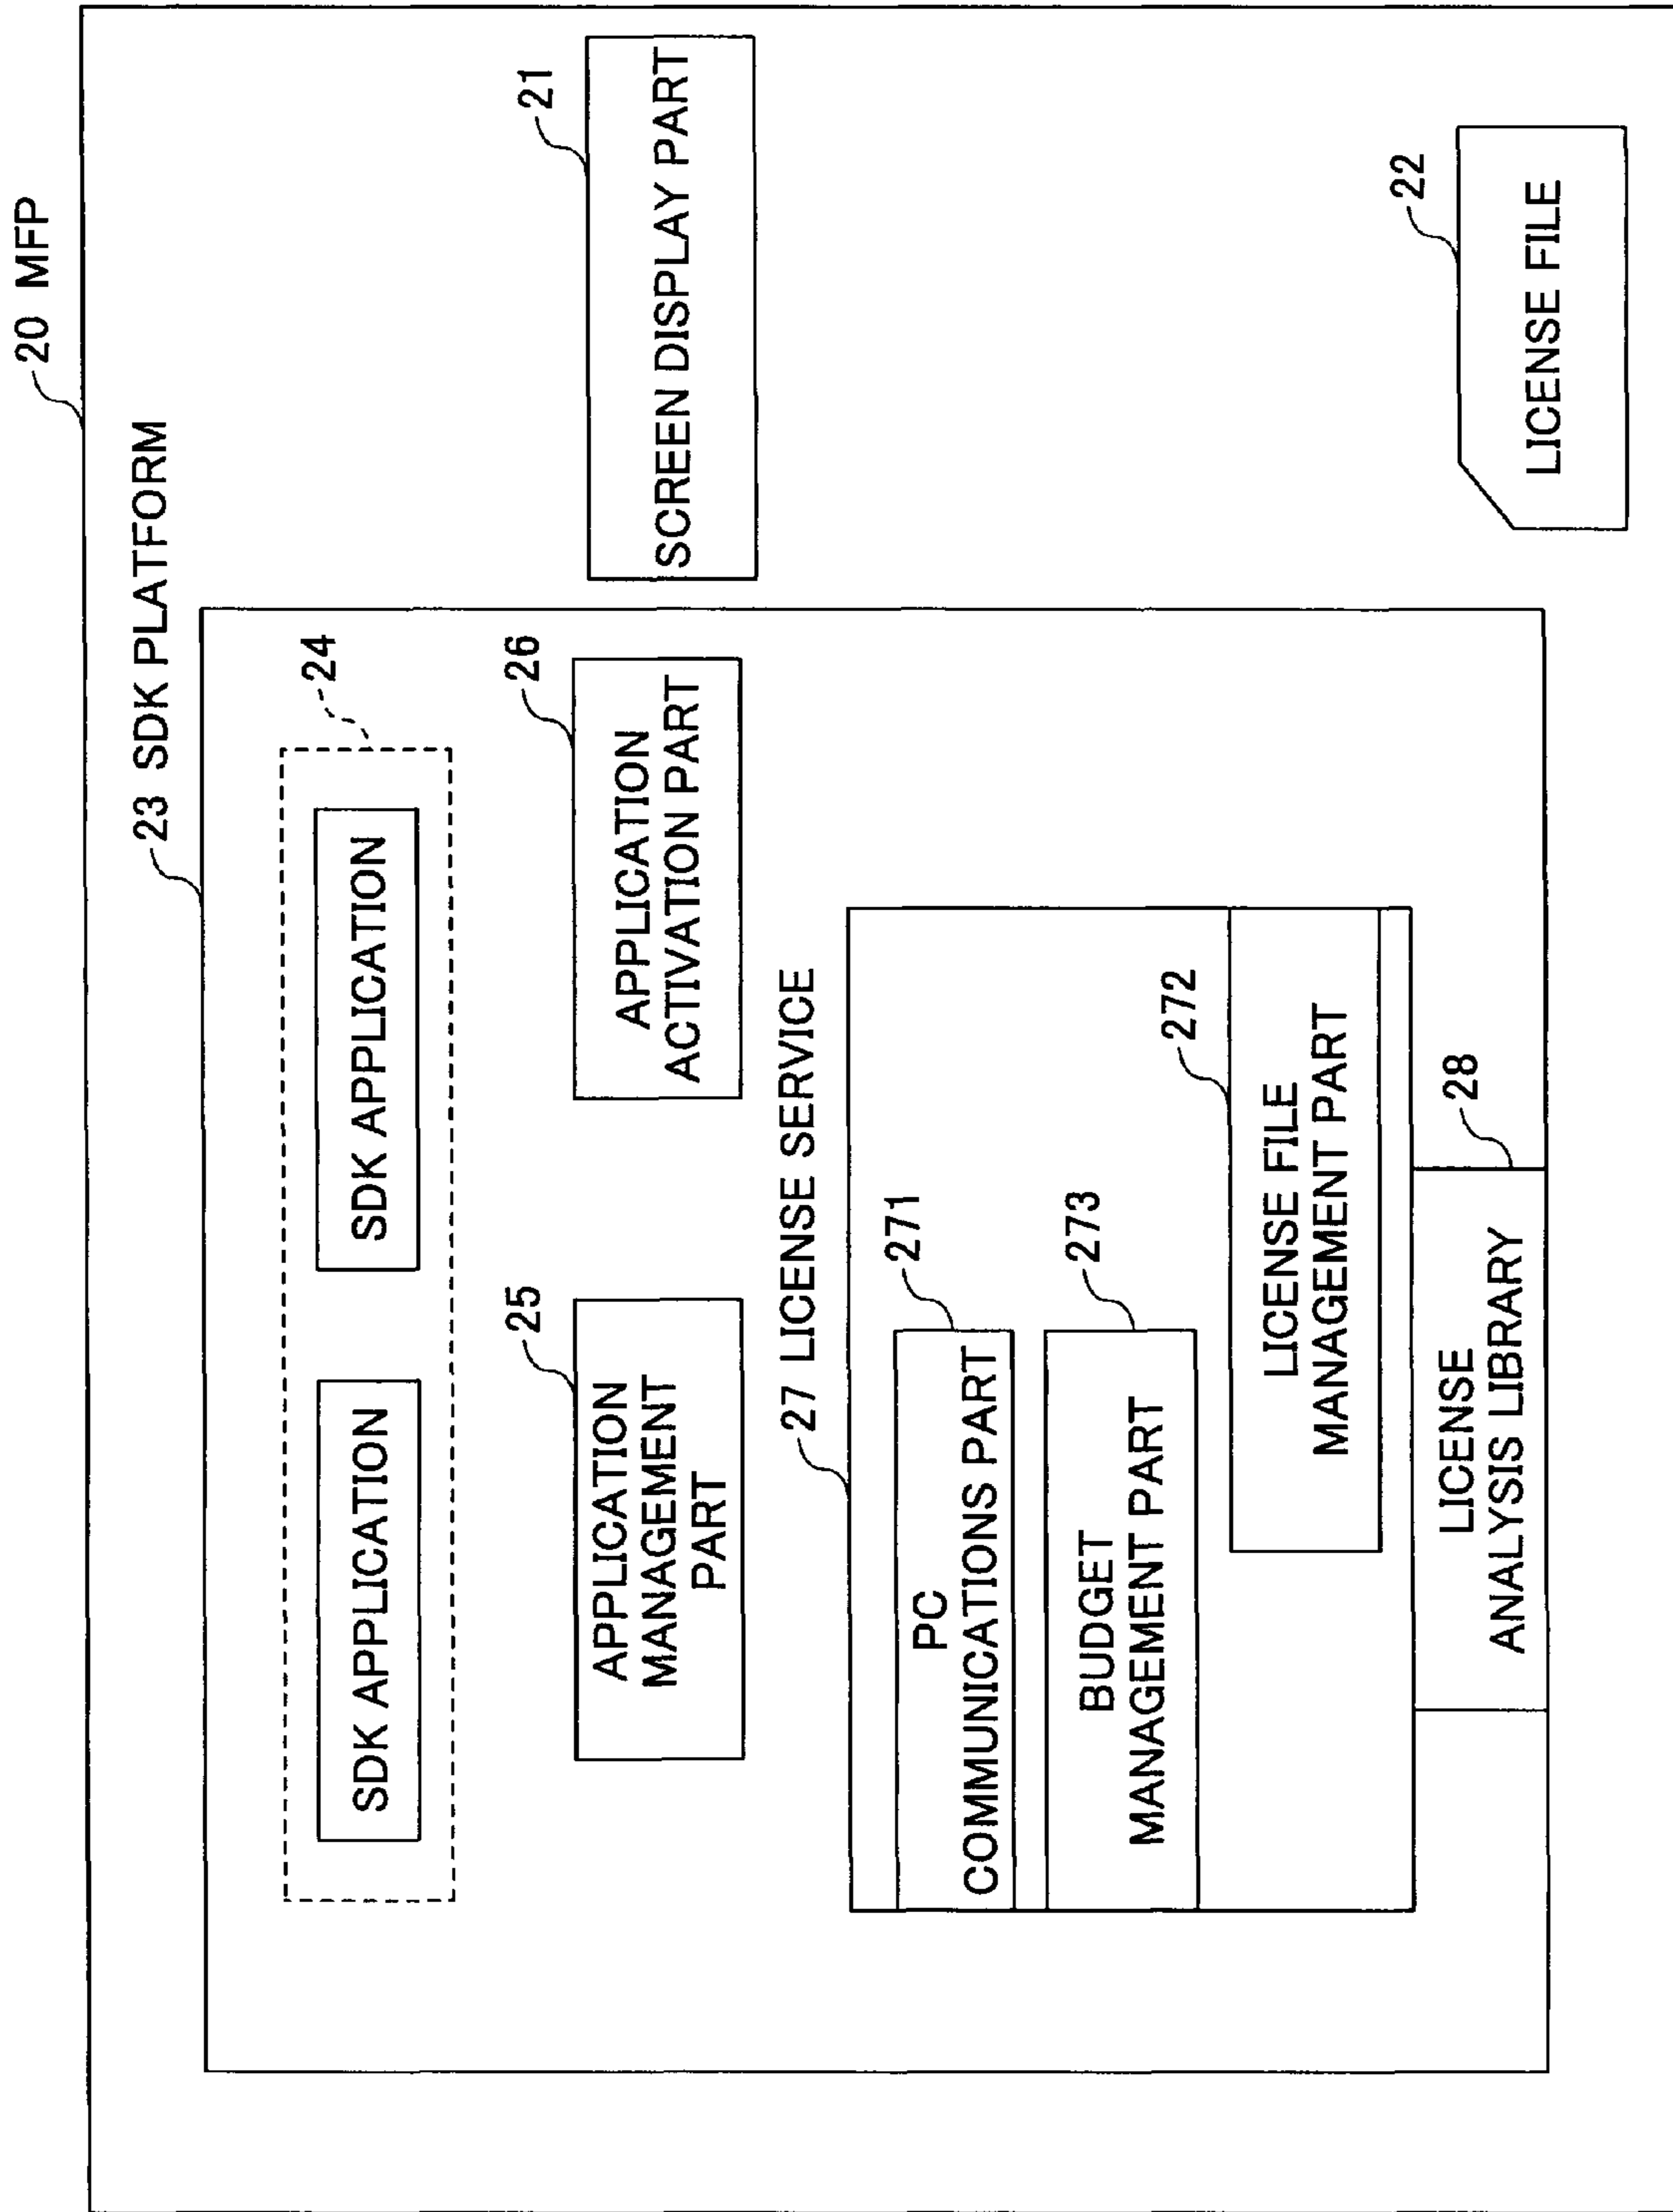 20 MFP
23 SDK PLATFORM
24
SDK APPLICATION
SDK APPLICATION
25
APPLICATION
MANAGEMENT
PART
26
APPLICATION
ACTIVATION PART
21
SCREEN DISPLAY PART
27 LICENSE SERVICE
271
PC
COMMUNICATIONS PART
273
BUDGET
MANAGEMENT PART
272
LICENSE FILE
MANAGEMENT PART
28
LICENSE
ANALYSIS LIBRARY
22
LICENSE FILE